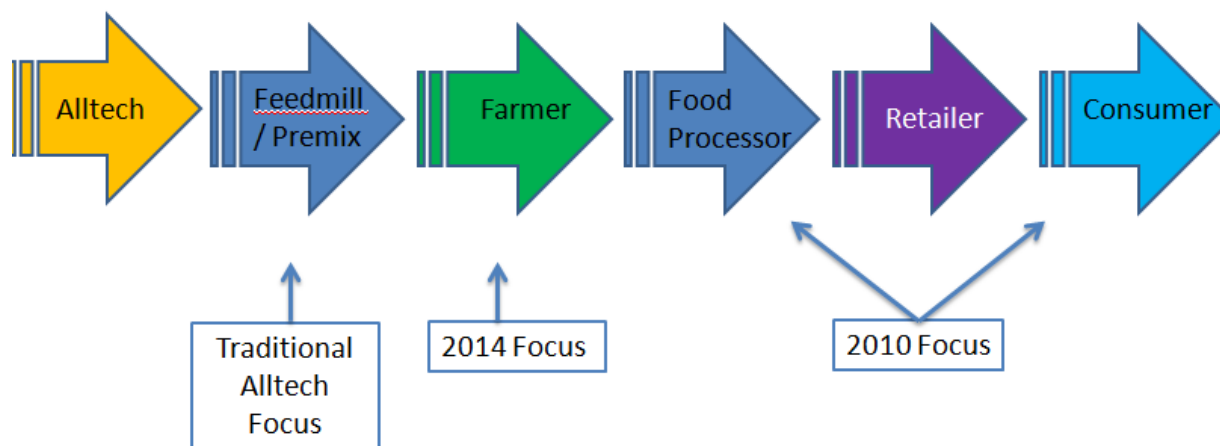 Alltech
Feedmill
/ Premix
Farmer
Food
Processor
Retailer
Consumer
Traditional
Alltech
Focus
2014 Focus
2010 Focus